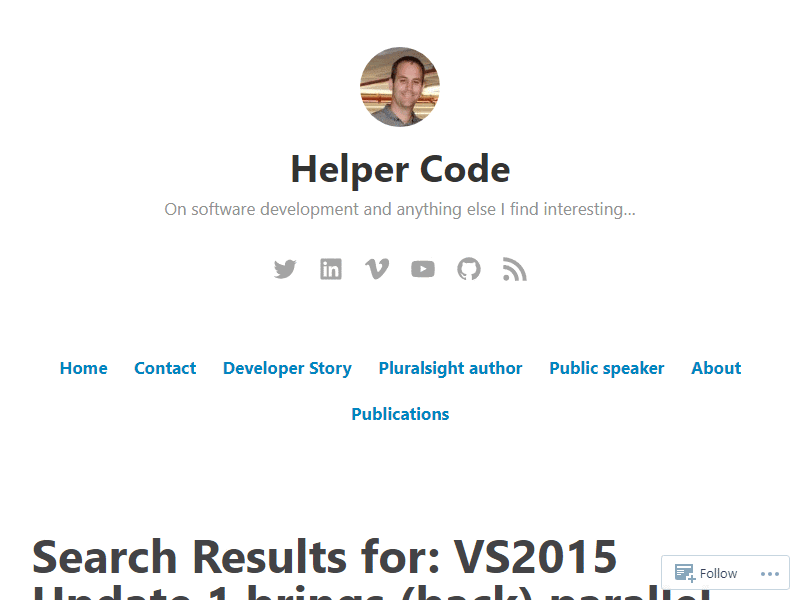 Helper Code
On software development and anything else I find interesting...
Home Contact Developer Story Pluralsight author Public speaker About
Publications
Search Results for: VS2015
Update 1 brings (back) parallel
Follow